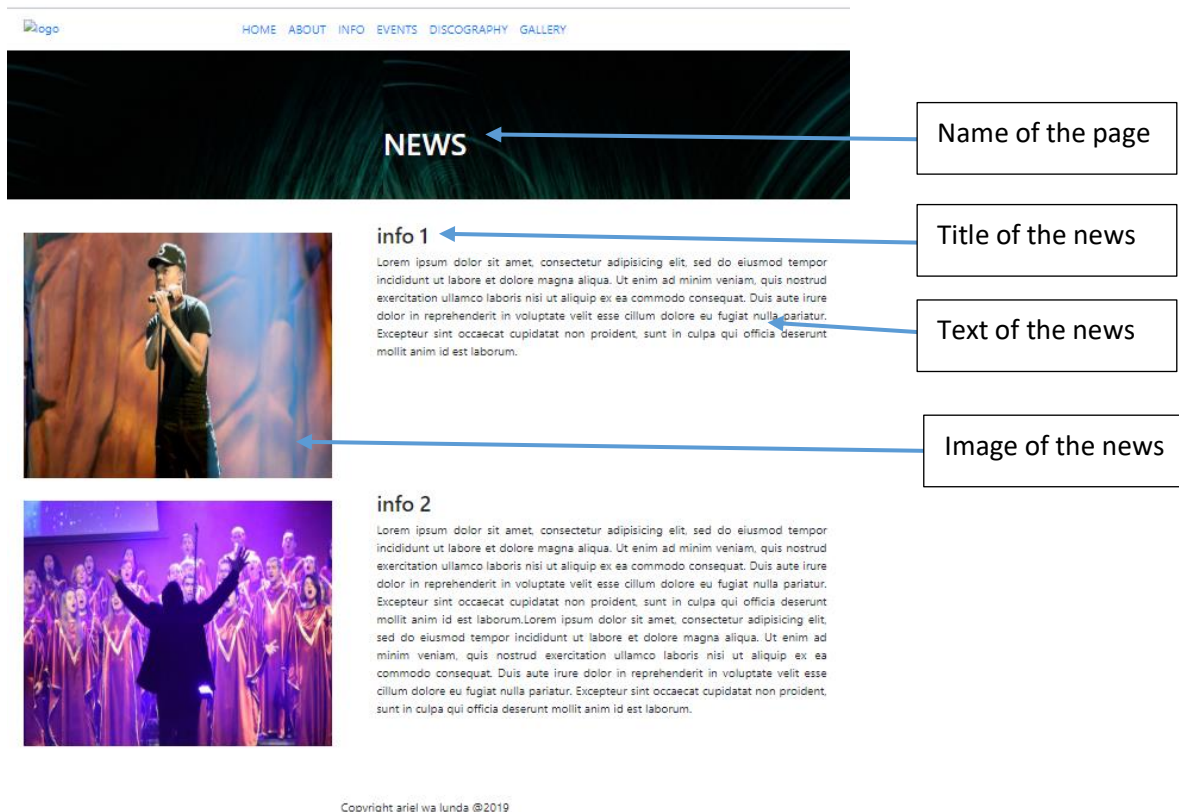 logo
HOME ABOUT INFO EVENTS DISCOGRAPHY GALLERY
NEWS
Name of the page
info 1
Title of the news
Lorem ipsum dolor sit amet, consectetur adipisicing elit, sed do eiusmod tempor
incididunt ut labore et dolore magna aliqua. Ut enim ad minim veniam, quis nostrud
exercitation ullamco laboris nisi ut aliquip ex ea commodo consequat. Duis aute irure
dolor in reprehenderit in voluptate velit esse cillum dolore eu fugiat nulla pariatur.
Excepteur sint occaecat cupidatat non proident, sunt in culpa qui officia deserunt
mollit anim id est laborum.
Text of the news
Image of the news
info 2
Lorem ipsum dolor sit amet, consectetur adipisicing elit, sed do eiusmod tempor
incididunt ut labore et dolore magna aliqua. Ut enim ad minim veniam, quis nostrud
exercitation ullamco laboris nisi ut aliquip ex ea commodo consequat. Duis aute irure
dolor in reprehenderit in voluptate velit esse cillum dolore eu fugiat nulla pariatur.
Excepteur sint occaecat cupidatat non proident, sunt in culpa qui officia deserunt
mollit anim id est laborum.Lorem ipsum dolor sit amet, consectetur adipisicing elit,
sed do eiusmod tempor incididunt ut labore et dolore magna aliqua. Ut enim ad
minim veniam, quis nostrud exercitation ullamco laboris nisi ut aliquip ex ea
commodo consequat. Duis aute irure dolor in reprehenderit in voluptate velit esse
cillum dolore eu fugiat nulla pariatur. Excepteur sint occaecat cupidatat non proident,
sunt in culpa qui officia deserunt mollit anim id est laborum.
Copyright ariel wa lunda @2019